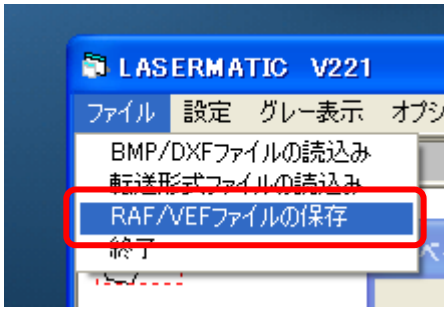 LASERMATIC V221
ファイル 設定 グレー表示 オプシ
BMP/DXFファイルの読込み
転送形式ファイルの読込み
RAF/VEFファイルの保存
終了